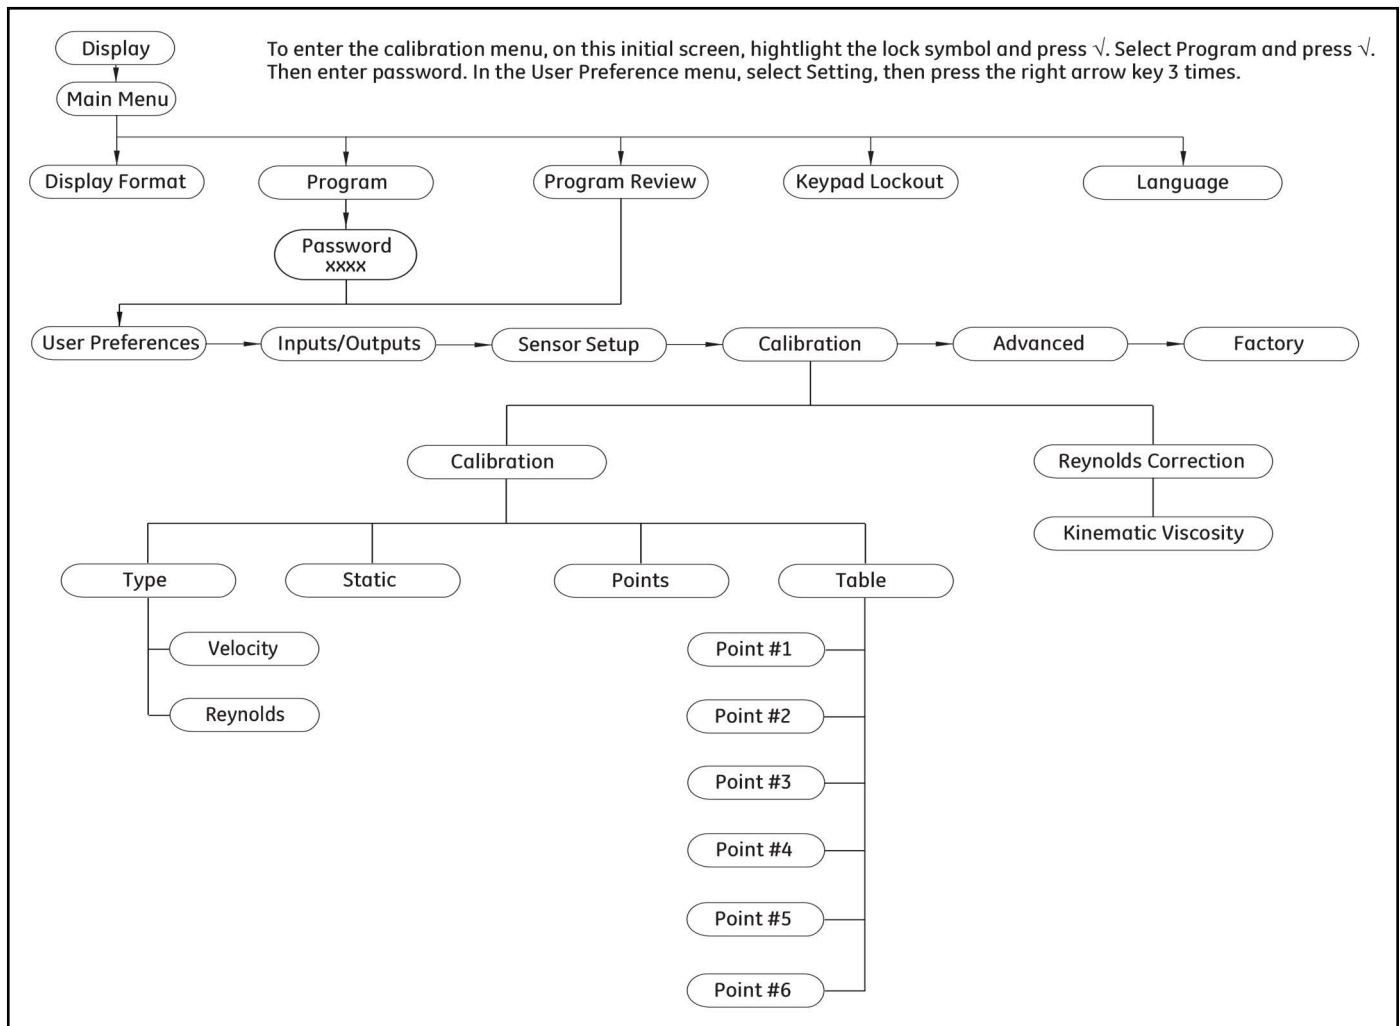 Display
To enter the calibration menu, on this initial screen, hightlight the lock symbol and press √. Select Program and press √.
Then enter password. In the User Preference menu, select Setting, then press the right arrow key 3 times.
Main Menu
Display Format
Program
Program Review
Keypad Lockout
Language
Password
xxxx
User Preferences
Inputs/Outputs
Sensor Setup
Calibration
Advanced
Factory
Calibration
Reynolds Correction
Kinematic Viscosity
Type
Static
Points
Table
Velocity
Reynolds
Point #1
Point #2
Point #3
Point #4
Point #5
Point #6